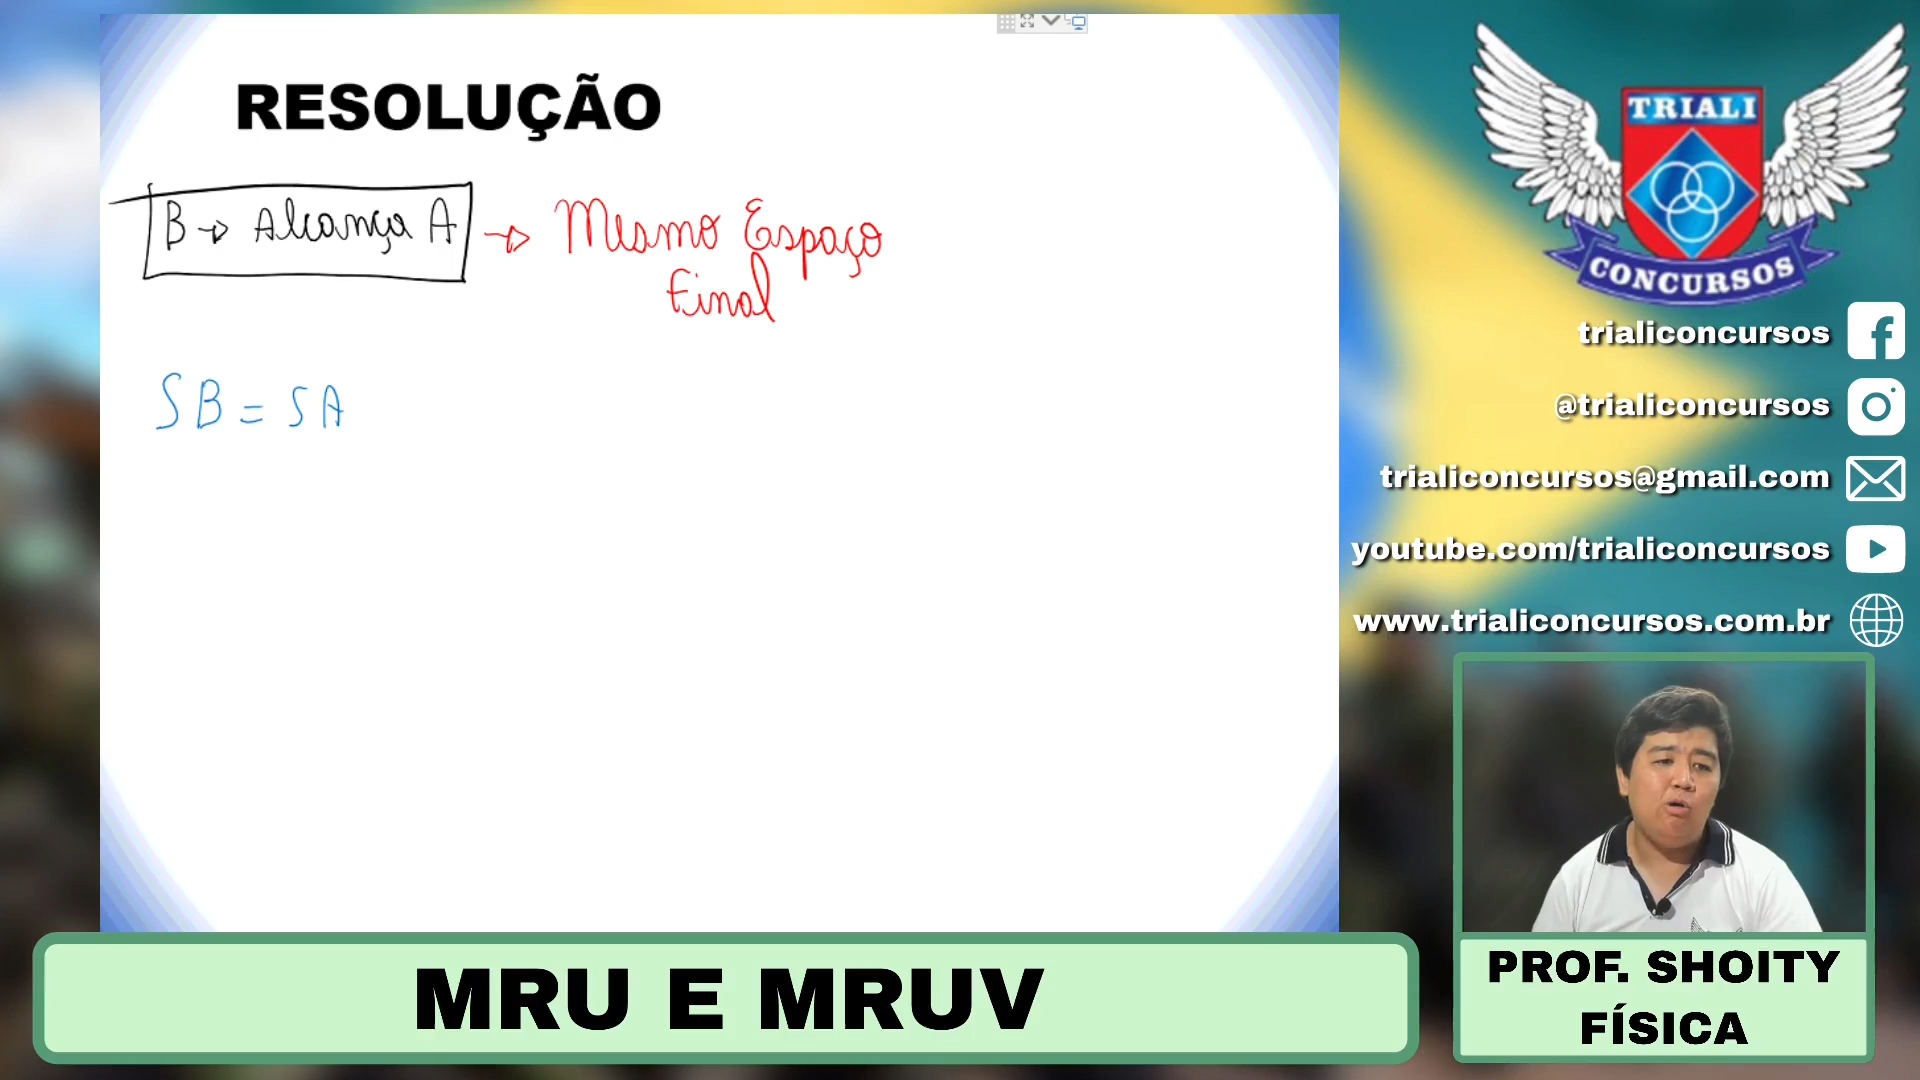 RESOLUÇÃO
B → Alcança A → Mesmo Espaço
Final
SB = SA
TRIALI
CONCURSOS
trialiconcursos
@trialiconcursos
trialiconcursos@gmail.com
youtube.com/trialiconcursos
www.trialiconcursos.com.br
MRU E MRUV
PROF. SHOITY
FÍSICA